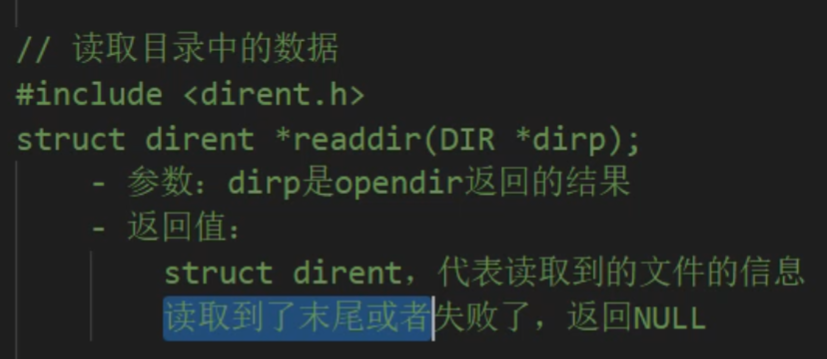 // 读取目录中的数据
#include <dirent.h>
struct dirent *readdir(DIR *dirp);
- 参数：dirp是opendir返回的结果
- 返回值：
struct dirent，代表读取到的文件的信息
读取到了末尾或者失败了，返回NULL